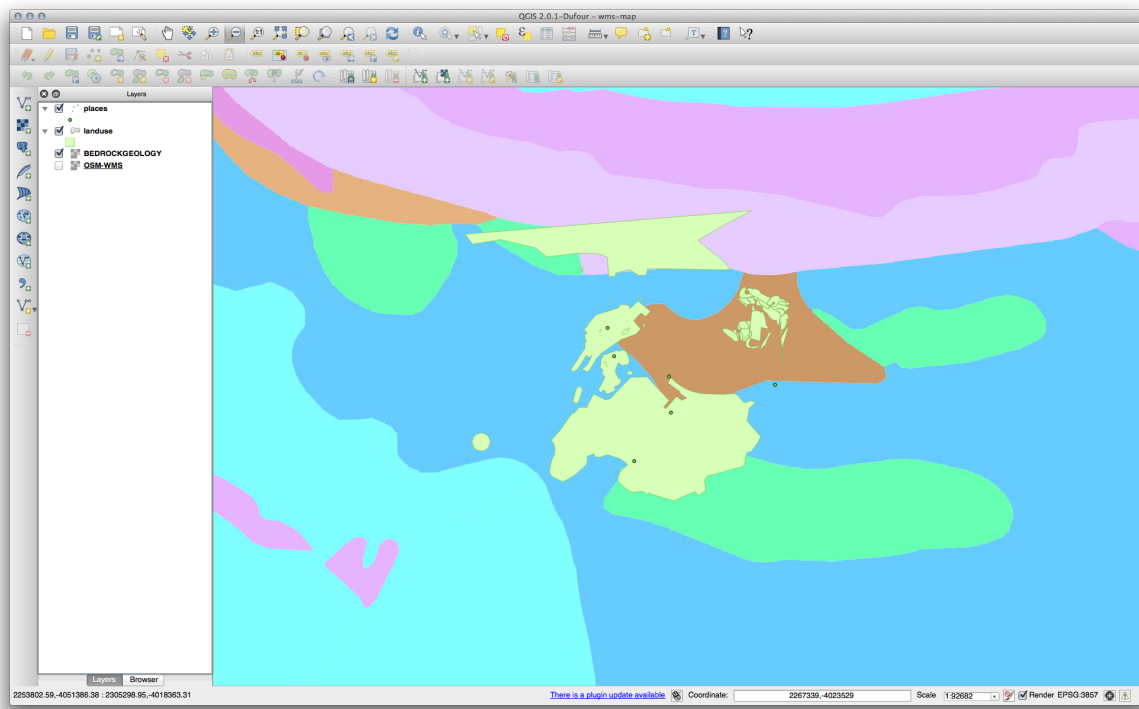 QGIS 2.0.1-Dufour - wms-map
Layers
places
landuse
BEDROCKGEOLOGY
OSM-WMS
Layers Browser
2253802.59,-4051386.38 : 2305298.95,-4018363.31 There is a plugin update available Coordinate: 2267339,-4023529 Scale 1:92682 Render EPSG:3857